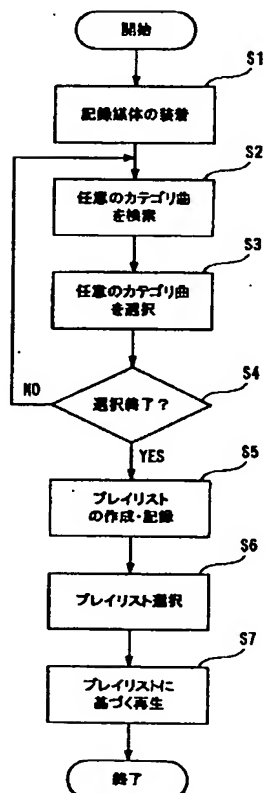 開始
S1
記録媒体の装着
S2
任意のカテゴリ曲
を検索
S3
任意のカテゴリ曲
を選択
S4
選択終了?
NO
YES
S5
プレイリスト
の作成・記録
S6
プレイリスト選択
S7
プレイリストに
基づく再生
終了